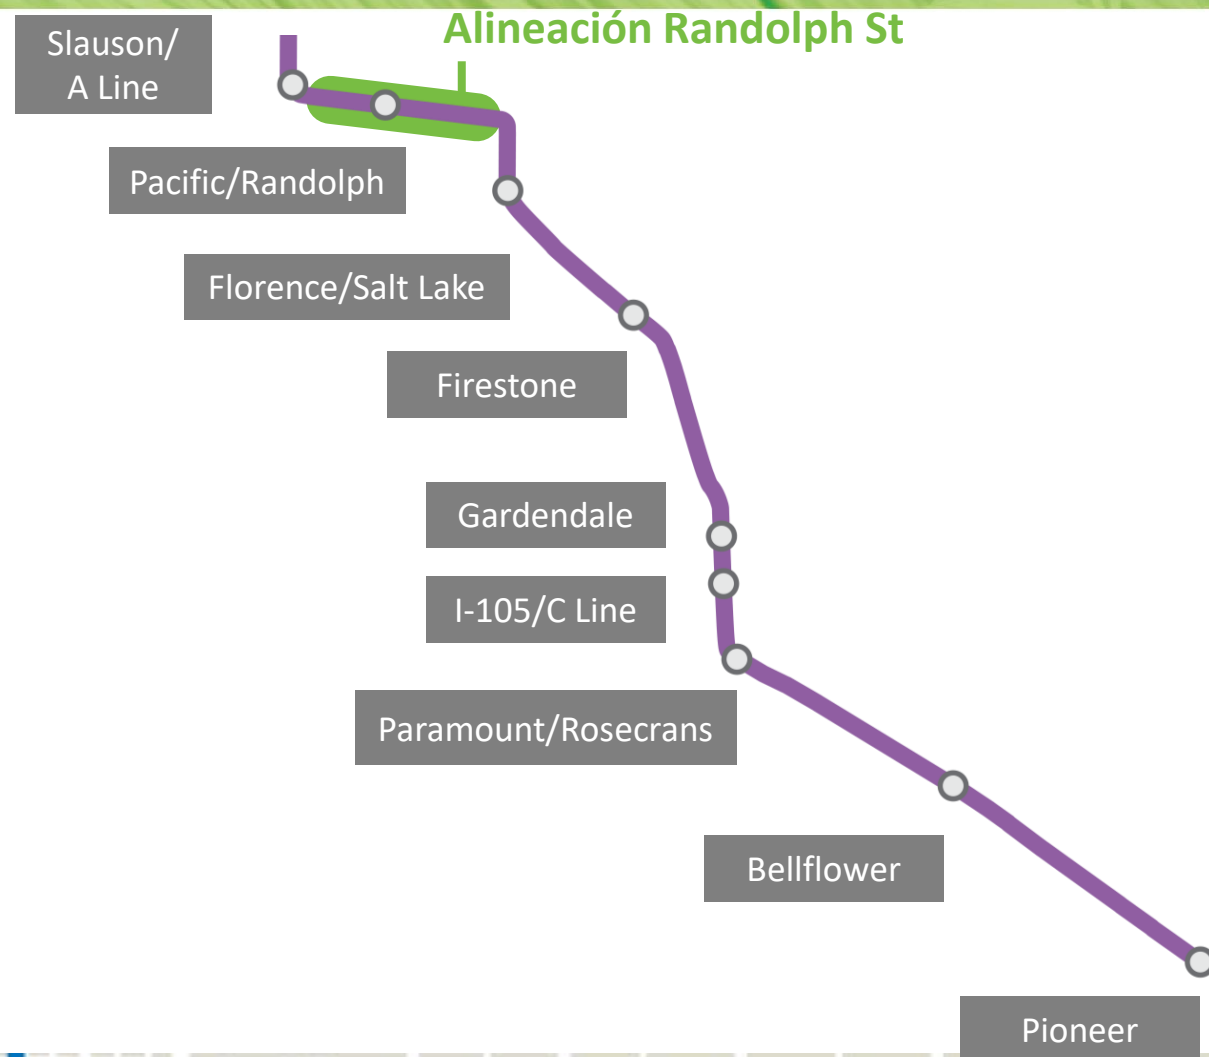 Alineación Randolph St
Slauson/
A Line
Pacific/Randolph
Florence/Salt Lake
Firestone
Gardendale
I-105/C Line
Paramount/Rosecrans
Bellflower
Pioneer